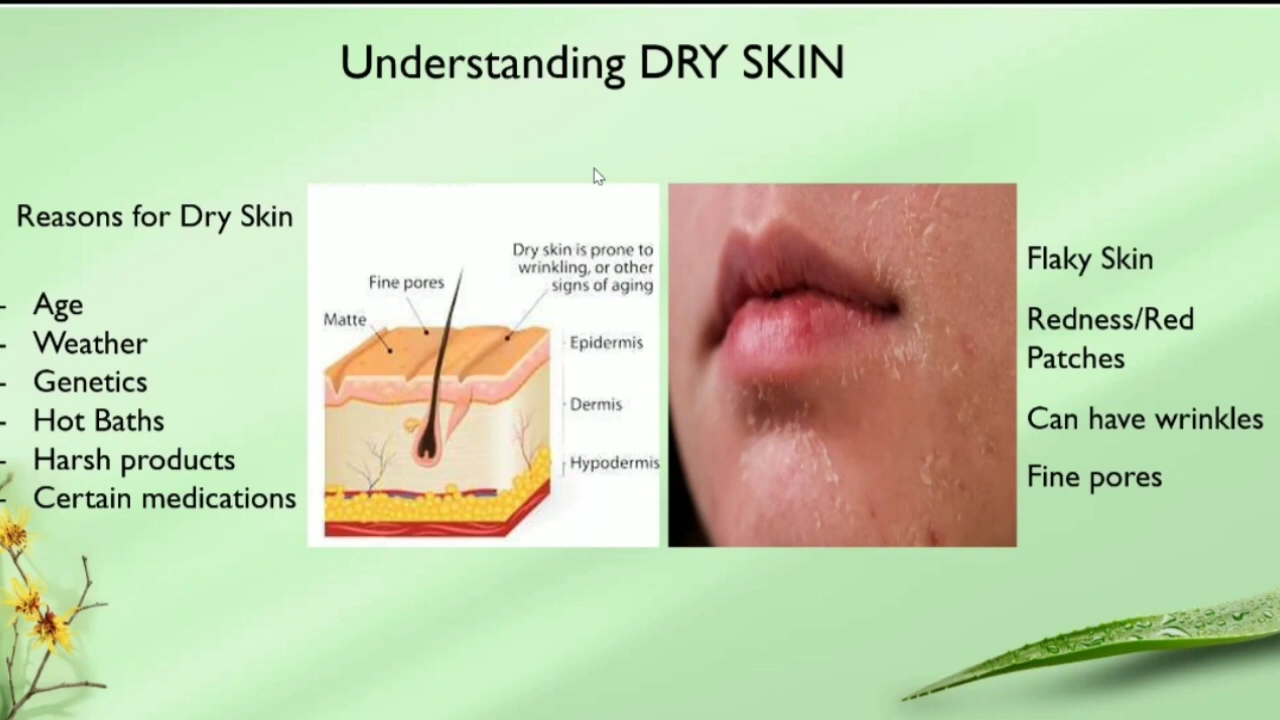 Understanding DRY SKIN
Reasons for Dry Skin
- Age
- Weather
- Genetics
- Hot Baths
- Harsh products
- Certain medications
Dry skin is prone to
wrinkling, or other
signs of aging
Fine pores
Matte
Epidermis
Dermis
Hypodermis
Flaky Skin
Redness/Red
Patches
Can have wrinkles
Fine pores